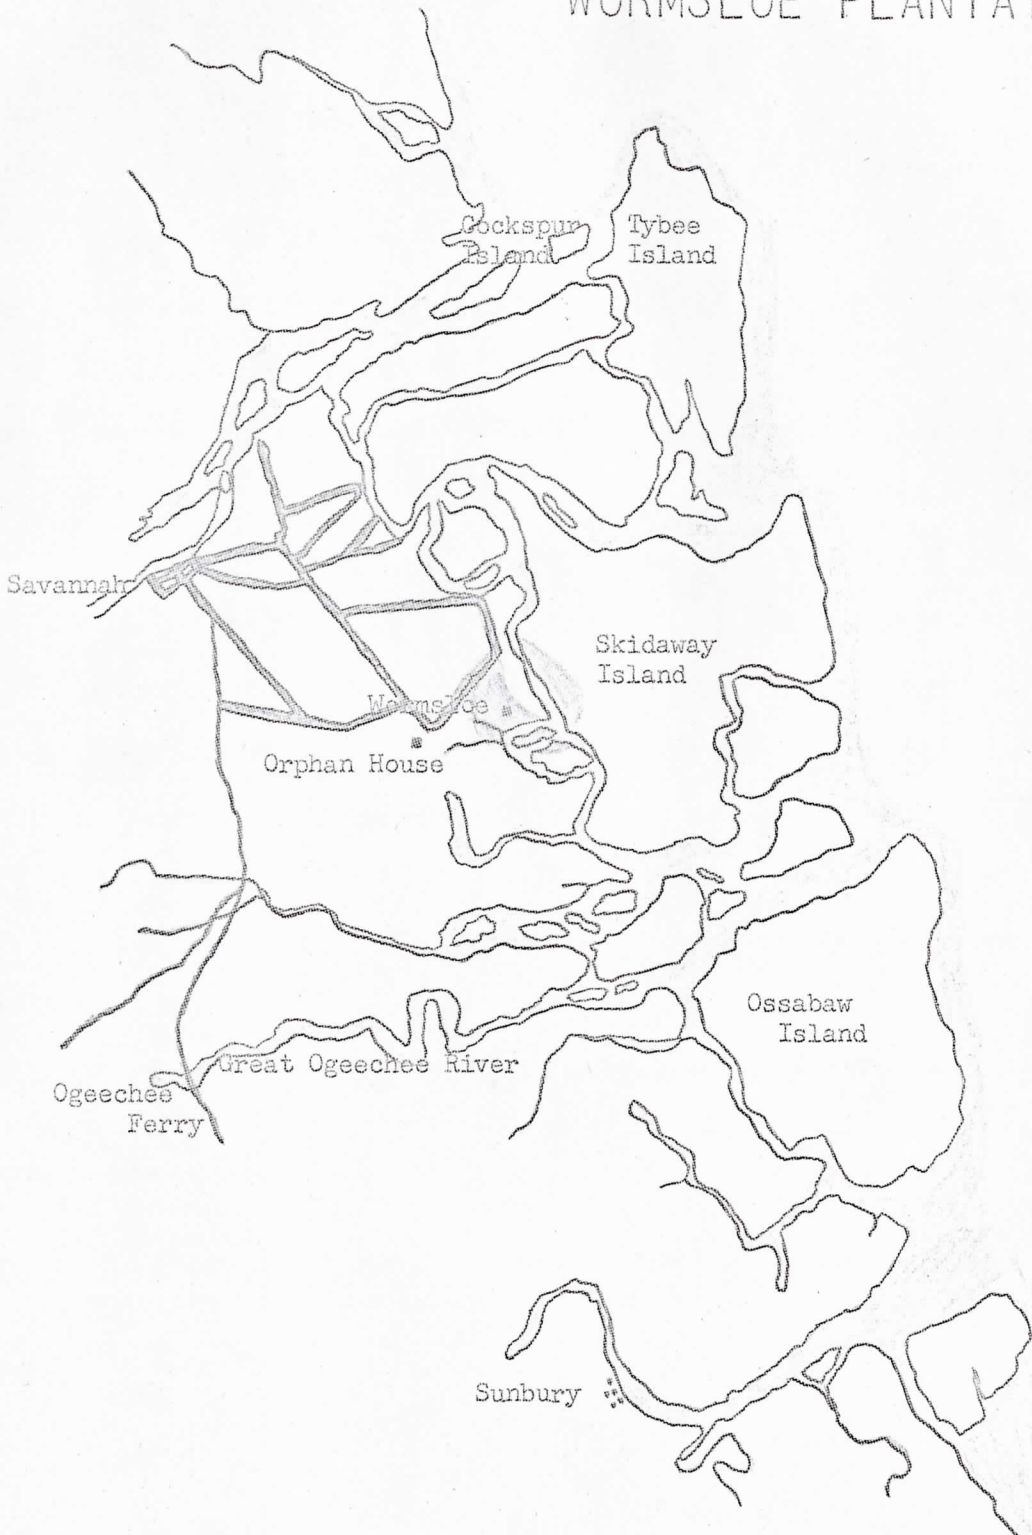 WORMSLOE PLANTA
Cockspur
Island
Tybee
Island
Savannah
Skidaway
Island
Wormsloe
Orphan House
Ossabaw
Island
Great Ogeechee River
Ogeechee
Ferry
Sunbury